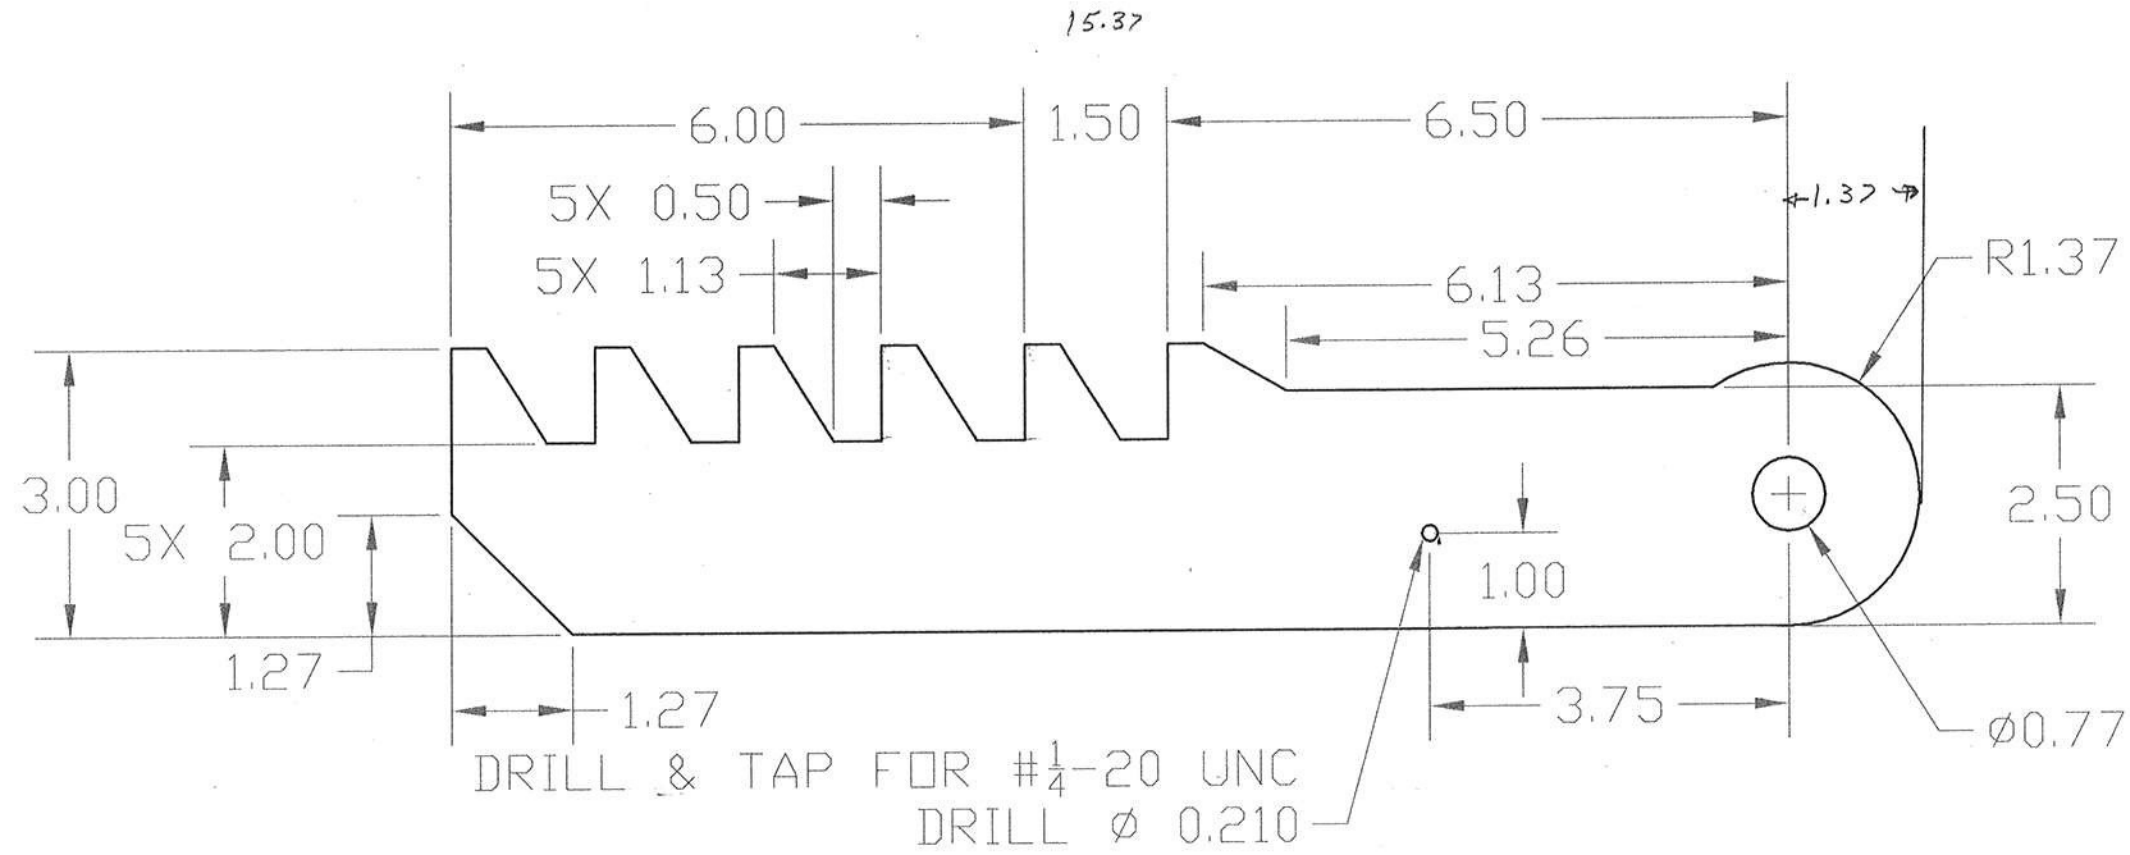 15.37
6.00 1.50 6.50
5X 0.50
1.37
5X 1.13
R1.37
6.13
5.26
3.00
5X 2.00
2.50
1.00
1.27
1.27
3.75
Ø0.77
DRILL & TAP FOR #1/4-20 UNC
DRILL Ø 0.210